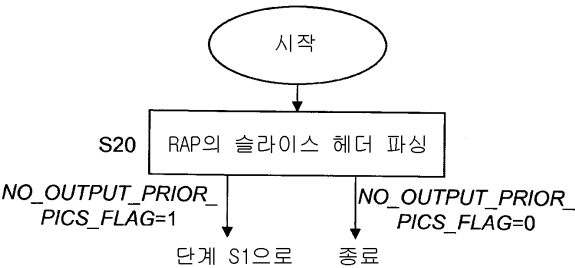 시작
S20 RAP의 슬라이스 헤더 파싱
NO_OUTPUT_PRIOR_
PICS_FLAG=1
NO_OUTPUT_PRIOR_
PICS_FLAG=0
단계 S1으로
종료